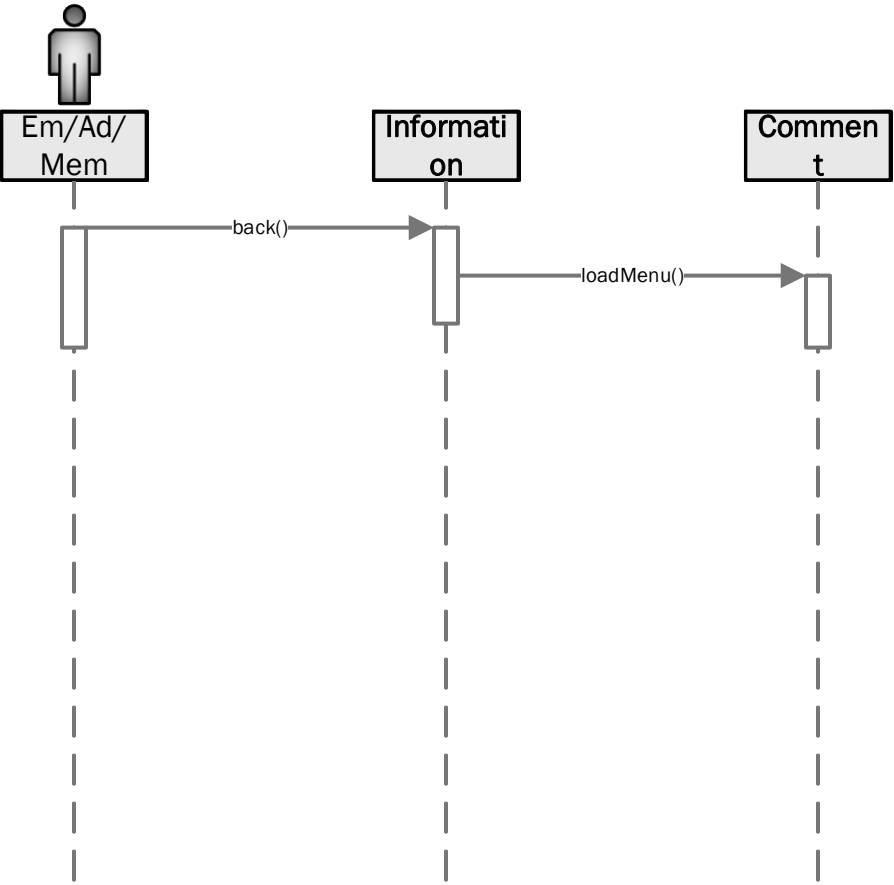 Em/Ad/
Mem
Informati
on
Commen
t
back()
loadMenu()